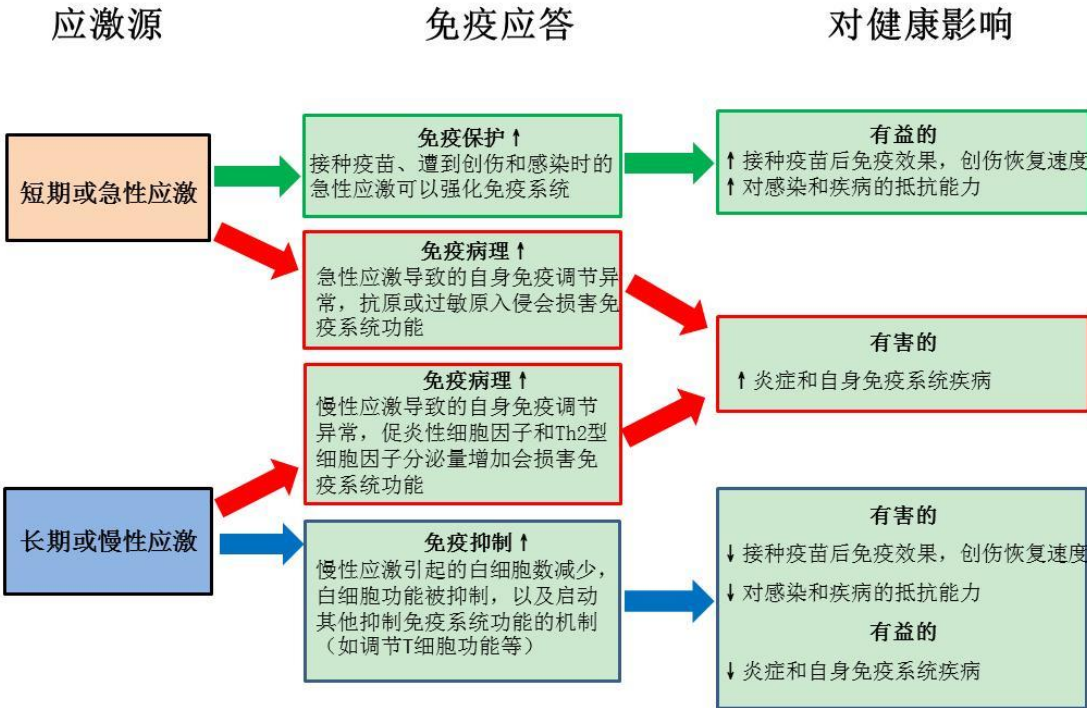 应激源
免疫应答
对健康影响
短期或急性应激
免疫保护↑
接种疫苗、遭到创伤和感染时的
急性应激可以强化免疫系统
有益的
↑接种疫苗后免疫效果，创伤恢复速度
↑对感染和疾病的抵抗能力
免疫病理↑
急性应激导致的自身免疫调节异
常，抗原或过敏原入侵会损害免
疫系统功能
有害的
↑炎症和自身免疫系统疾病
免疫病理↑
慢性应激导致的自身免疫调节
异常，促炎性细胞因子和Th2型
细胞因子分泌量增加会损害免
疫系统功能
长期或慢性应激
免疫抑制↑
慢性应激引起的白细胞数减少，
白细胞功能被抑制，以及启动
其他抑制免疫系统功能的机制
（如调节T细胞功能等）
有害的
↓接种疫苗后免疫效果，创伤恢复速度
↓对感染和疾病的抵抗能力
有益的
↓炎症和自身免疫系统疾病